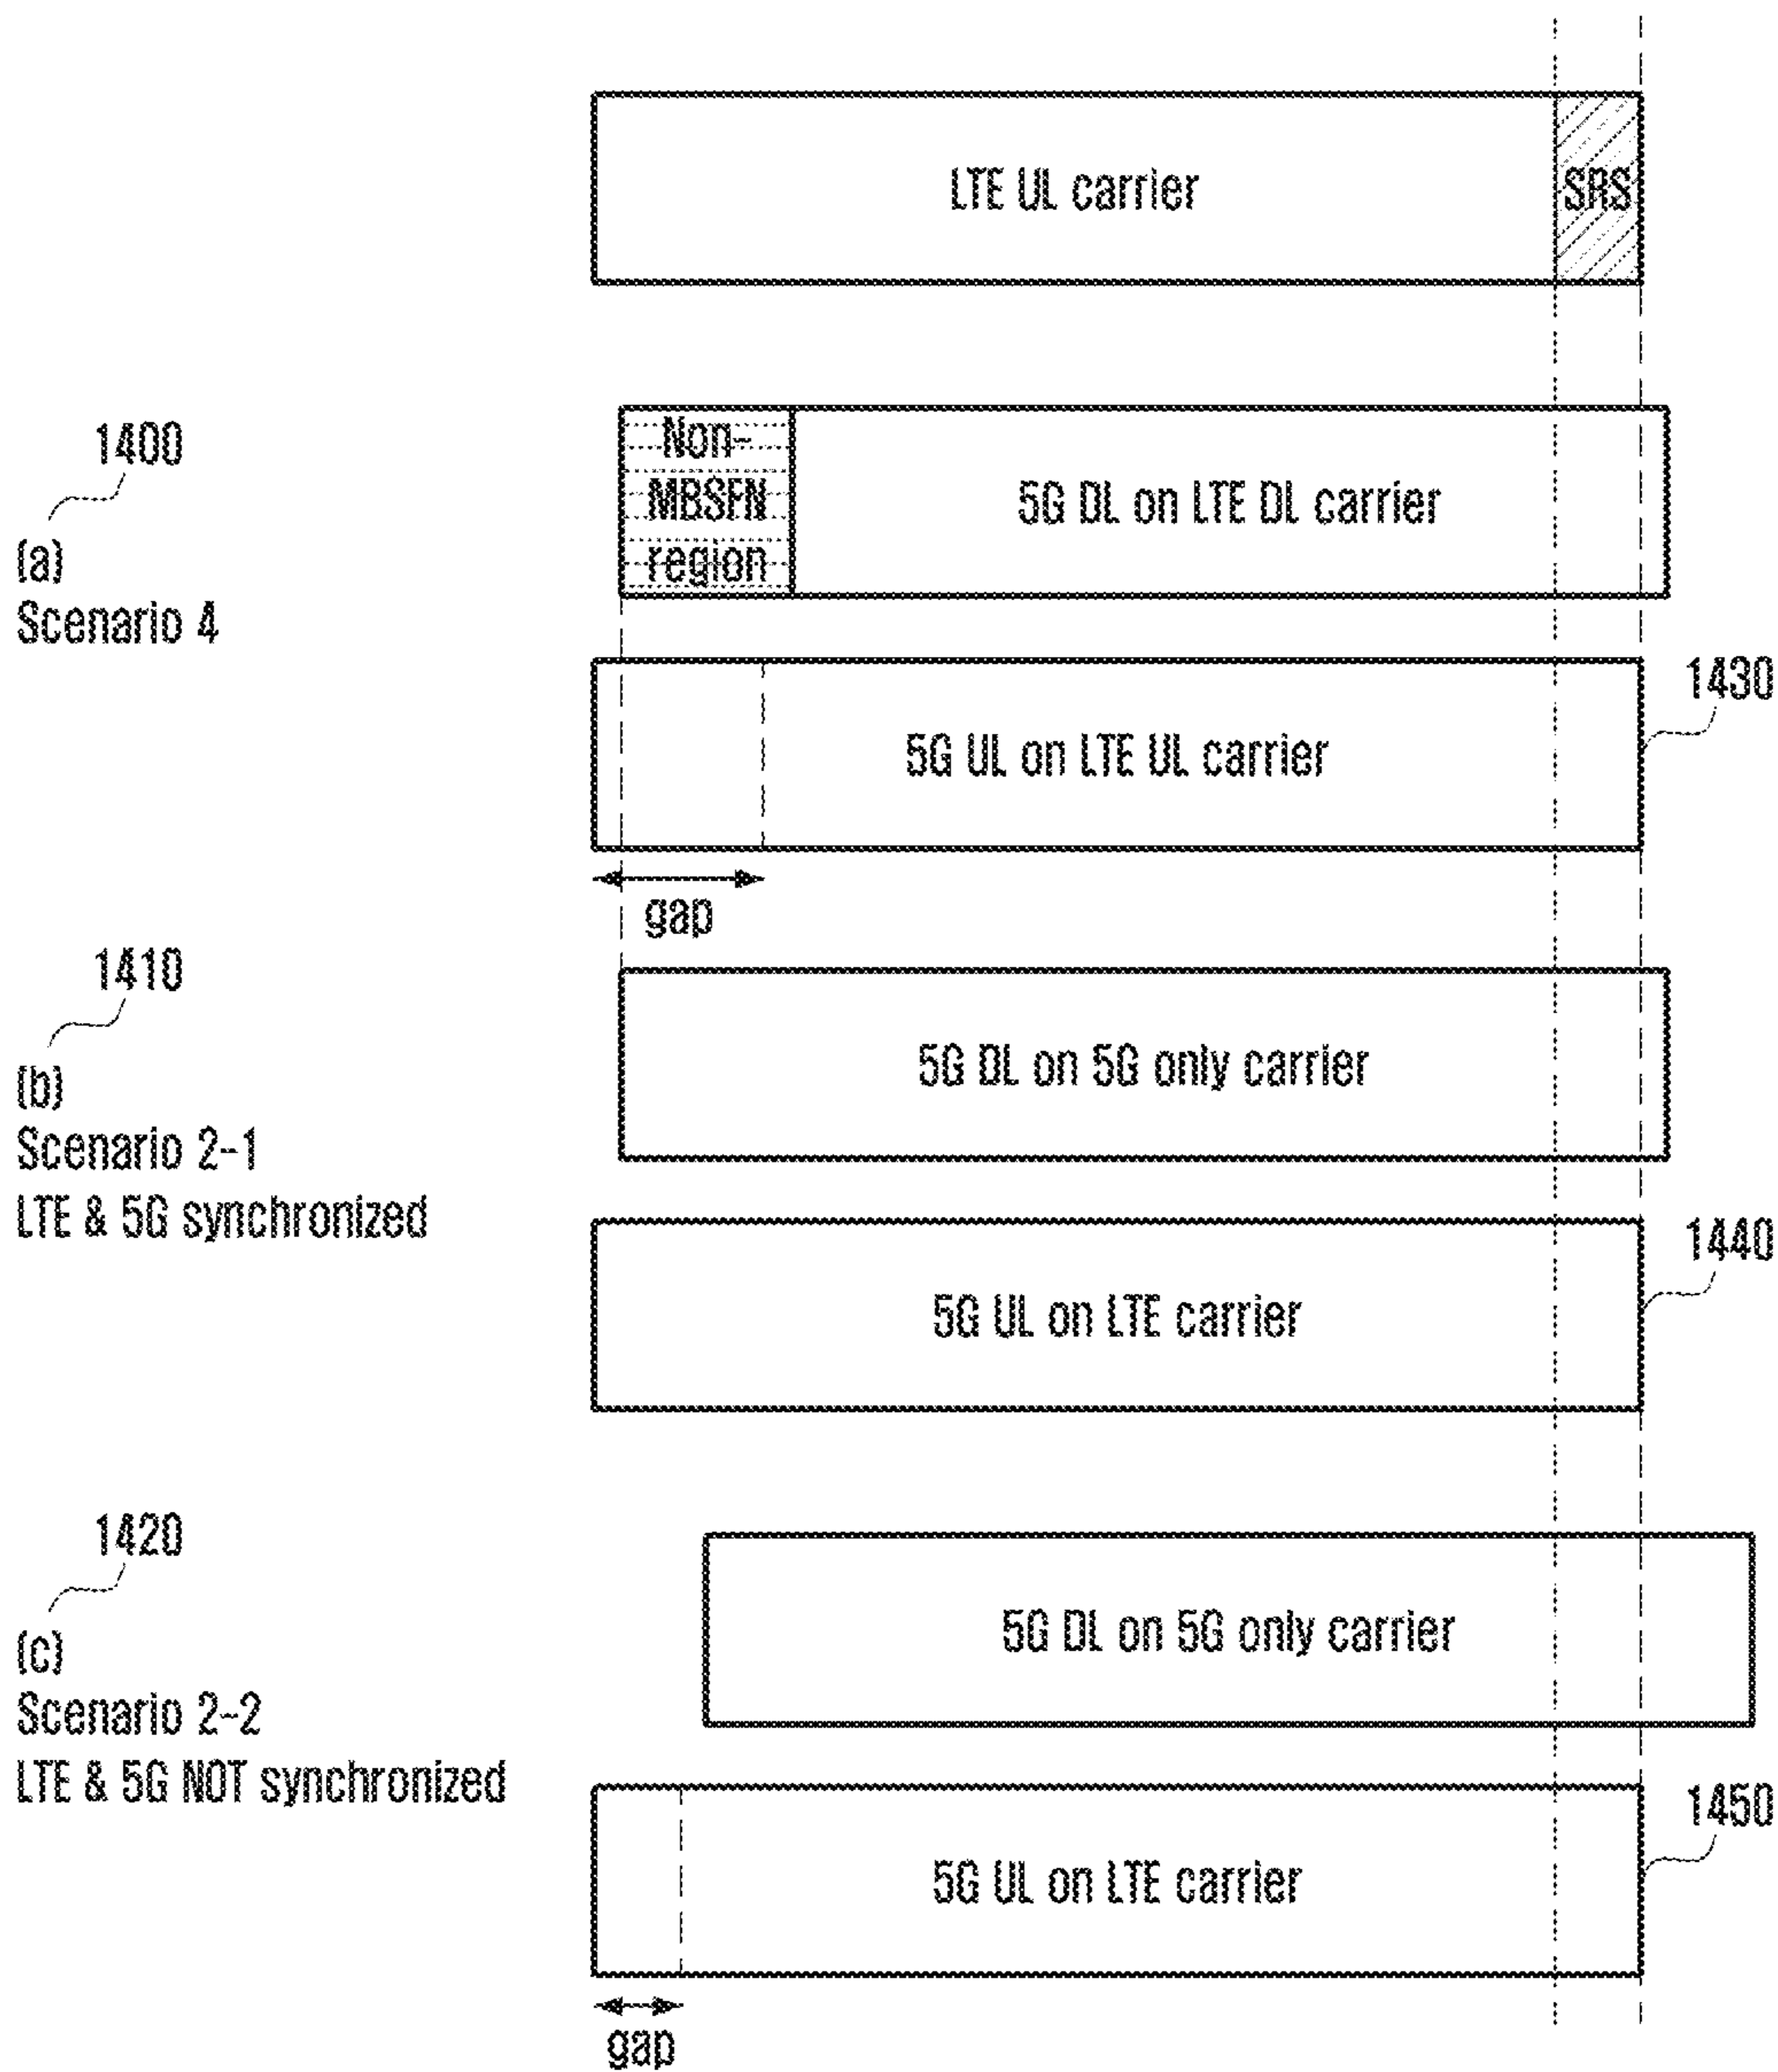 LTE UL carrier
SRS
1400
(a)
Scenario 4
Non-
MBSFN
region
5G DL on LTE DL carrier
5G UL on LTE UL carrier
1430
gap
1410
(b)
Scenario 2-1
LTE & 5G synchronized
5G DL on 5G only carrier
5G UL on LTE carrier
1440
1420
(c)
Scenario 2-2
LTE & 5G NOT synchronized
5G DL on 5G only carrier
5G UL on LTE carrier
1450
gap